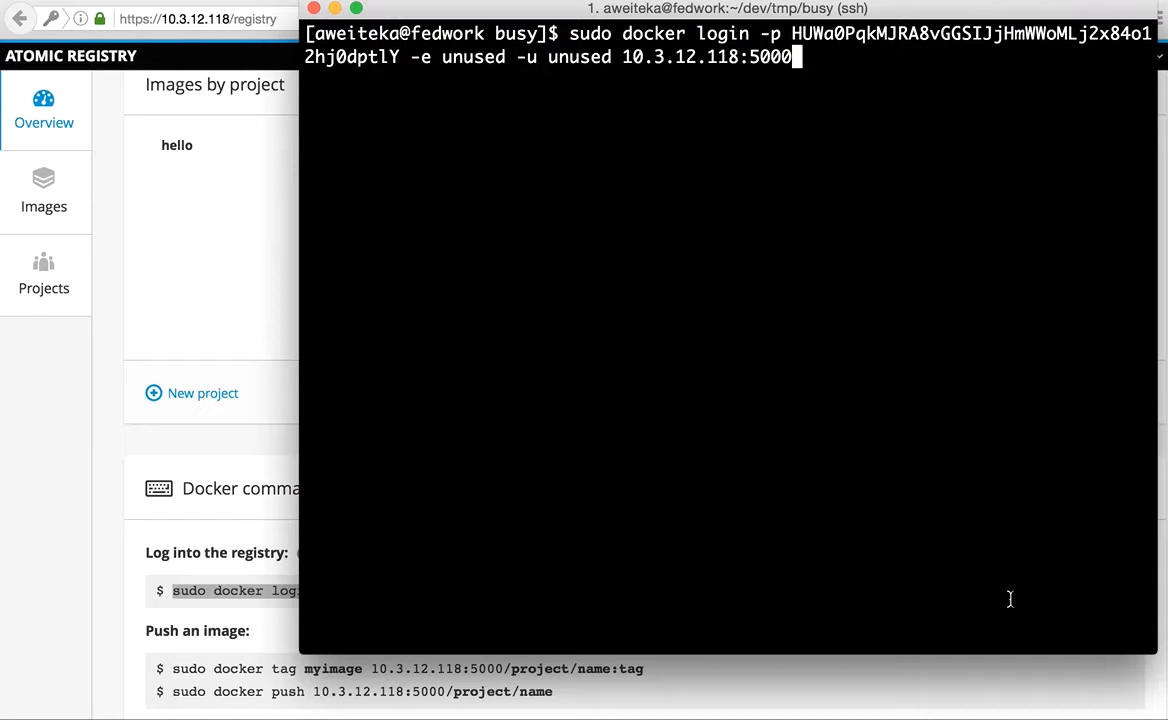 https://10.3.12.118/registry
1. aweiteka@fedwork:~/dev/tmp/busy (ssh)
[aweiteka@fedwork busy]$ sudo docker login -p HUWa0PqkMJRA8vGGSIJjHmWWoMLj2x84o1
2hj0dptlY -e unused -u unused 10.3.12.118:5000
ATOMIC REGISTRY
Overview
Images
Projects
Images by project
hello
New project
Docker comma
Log into the registry:
$ sudo docker logi
Push an image:
$ sudo docker tag myimage 10.3.12.118:5000/project/name:tag
$ sudo docker push 10.3.12.118:5000/project/name